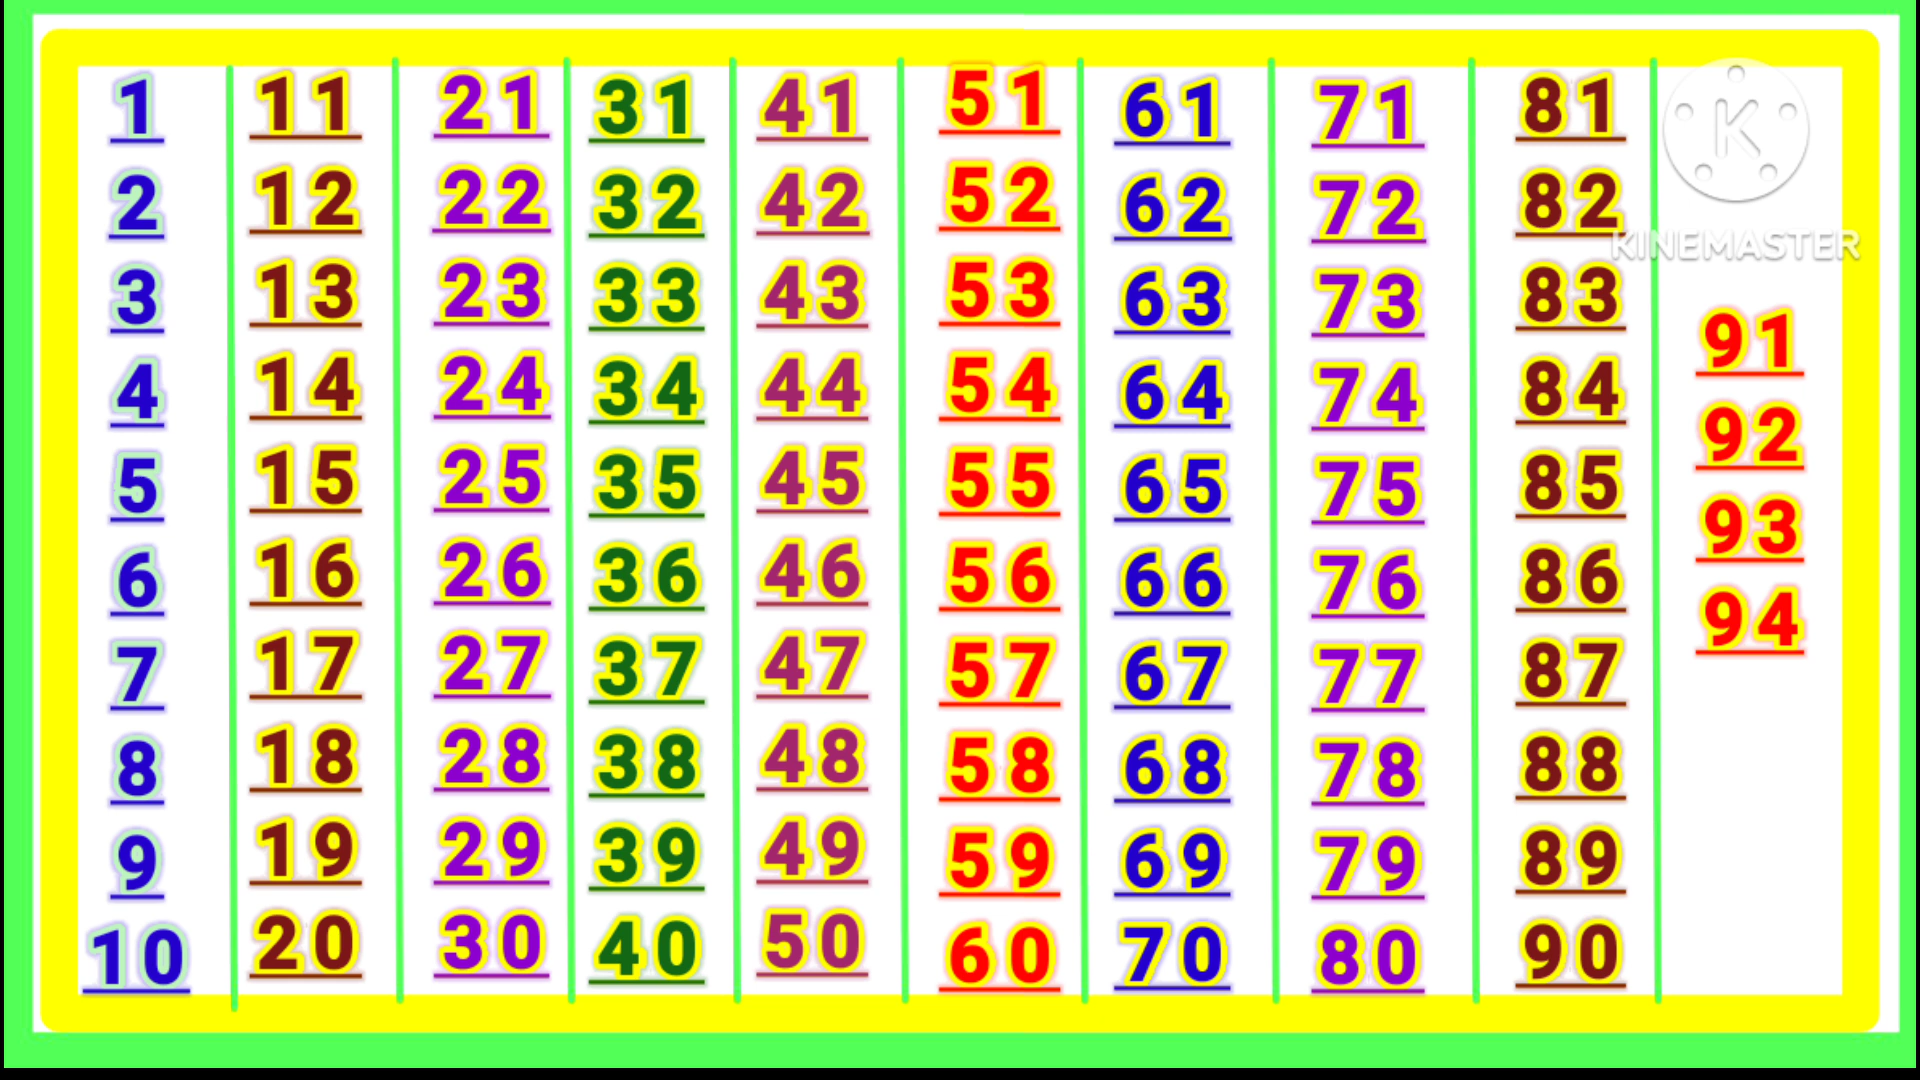 1 11 21 31 41 51 61 71 81
2 12 22 32 42 52 62 72 82
KINEMASTER
3 13 23 33 43 53 63 73 83
91
4 14 24 34 44 54 64 74 84
92
5 15 25 35 45 55 65 75 85
93
6 16 26 36 46 56 66 76 86
94
7 17 27 37 47 57 67 77 87
8 18 28 38 48 58 68 78 88
9 19 29 39 49 59 69 79 89
10 20 30 40 50 60 70 80 90